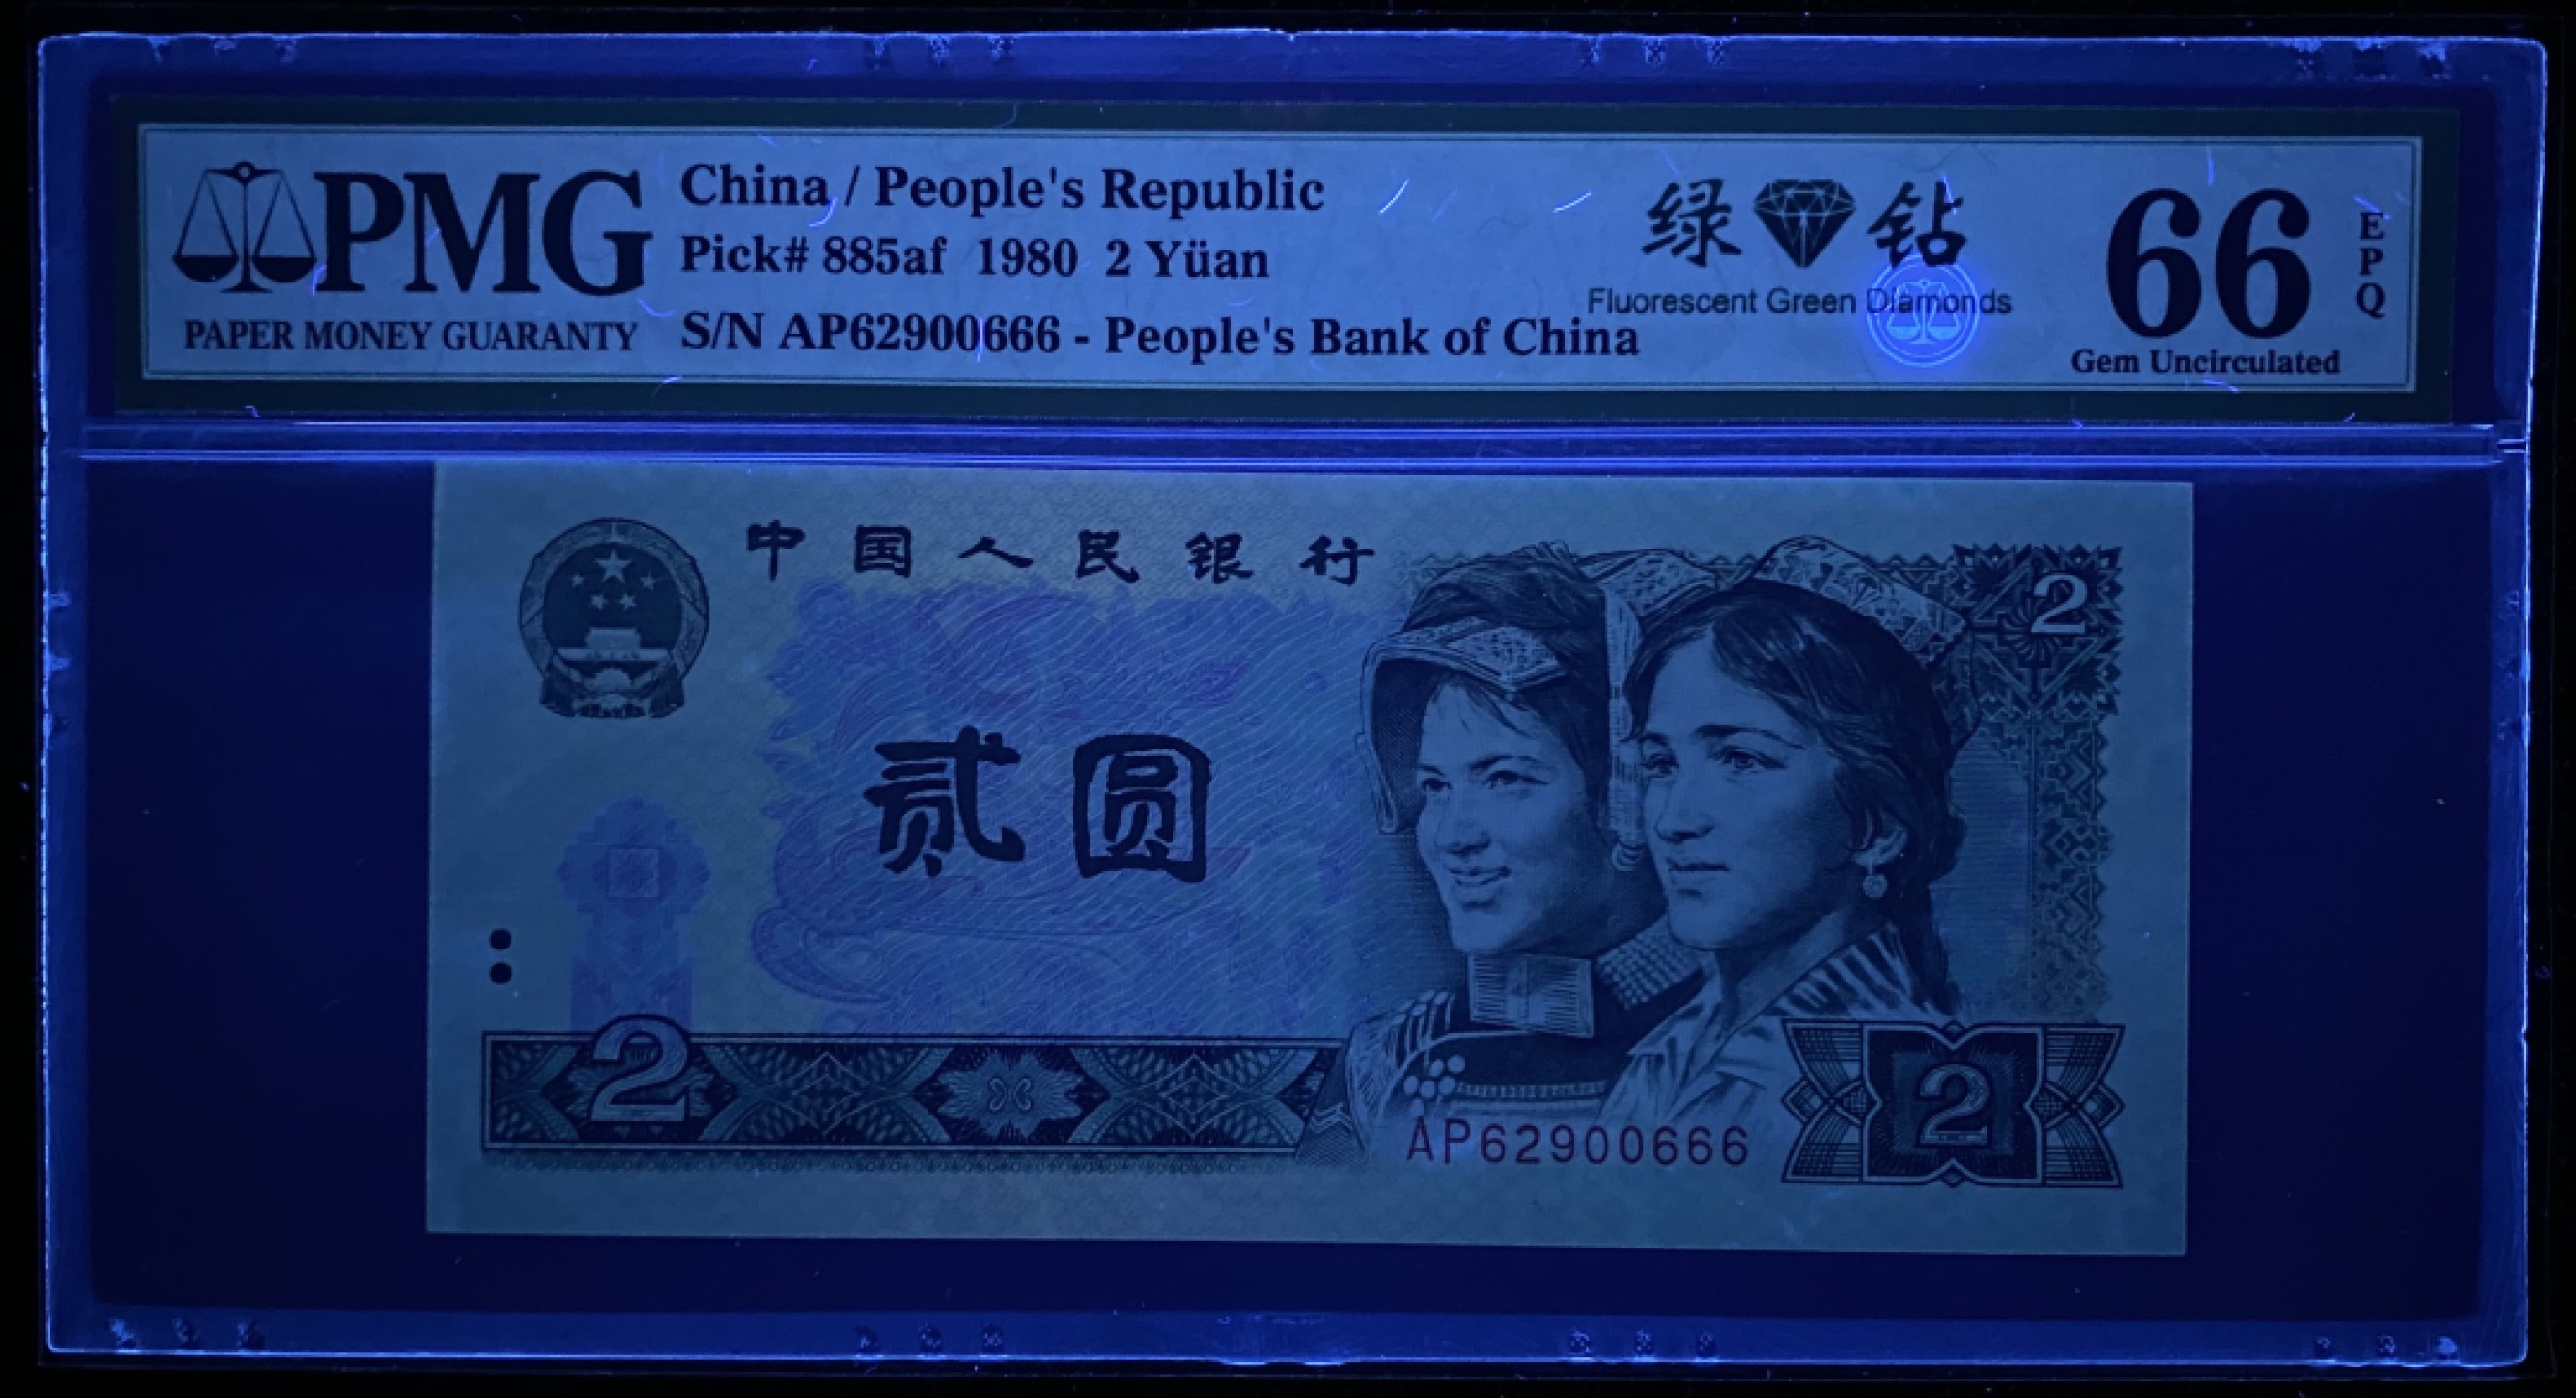 PMG
PAPER MONEY GUARANTY
China / People's Republic
Pick# 885af 1980 2 Yüan
S/N AP62900666 - People's Bank of China
绿 钻
Fluorescent Green Diamonds
66
EPQ
Gem Uncirculated
中国人民银行
2
贰圆
2
2
AP62900666